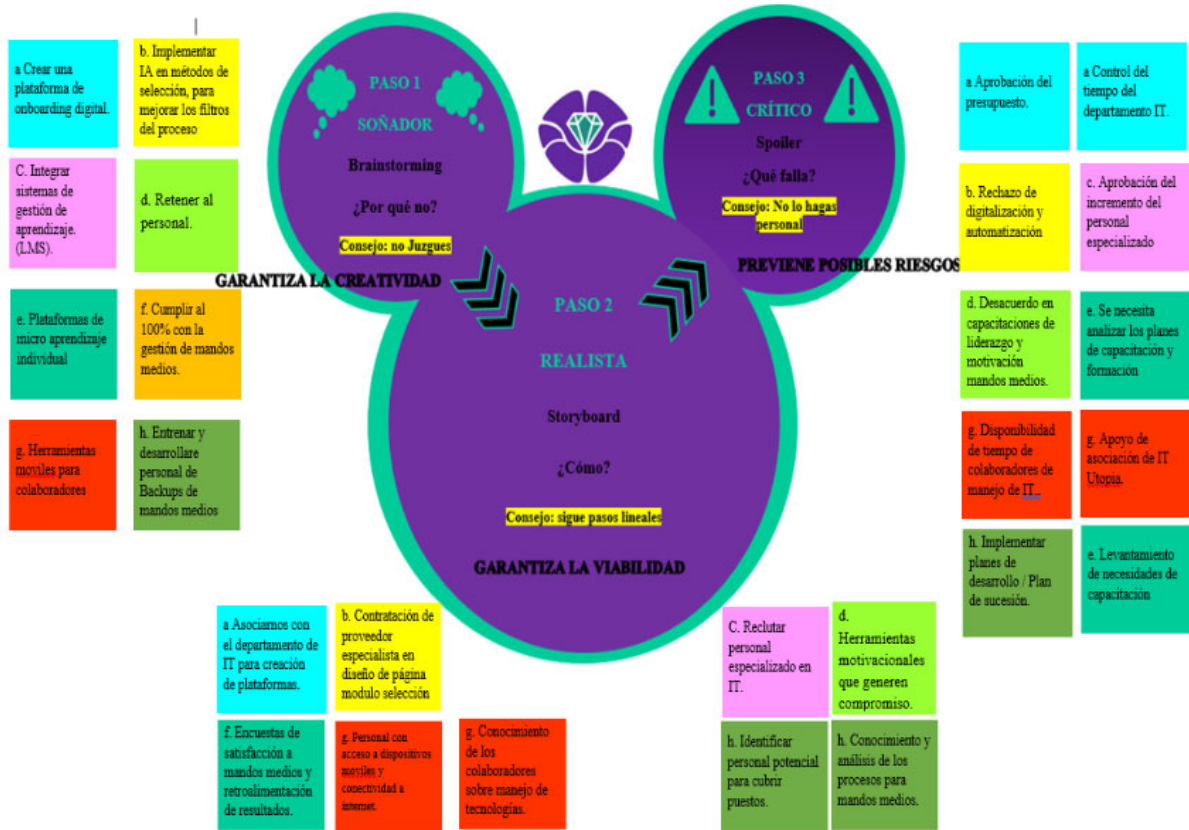 a Crear una
plataforma de
onboarding digital.
b. Implementar
IA en métodos de
selección, para
mejorar los filtros
del proceso
C. Integrar
sistemas de
gestión de
aprendizaje.
(LMS).
d. Retener al
personal.
e. Plataformas de
micro aprendizaje
individual
f. Cumplir al
100% con la
gestión de mandos
medios.
g. Herramientas
moviles para
colaboradores
h. Entrenar y
desarrollare
personal de
Backups de
mandos medios
PASO 1
SOÑADOR
Brainstorming
¿Por qué no?
Consejo: no Juzgues
GARANTIZA LA CREATIVIDAD
PASO 3
CRÍTICO
Spoiler
¿Qué falla?
Consejo: No lo hagas
personal
PREVIENE POSIBLES RIESGOS
PASO 2
REALISTA
Storyboard
¿Cómo?
Consejo: sigue pasos lineales
GARANTIZA LA VIABILIDAD
a Aprobación del
presupuesto.
a Control del
tiempo del
departamento IT.
b. Rechazo de
digitalización y
automatización
c. Aprobación del
incremento del
personal
especializado
d. Desacuerdo en
capacitaciones de
liderazgo y
motivación
mandos medios.
e. Se necesita
analizar los planes
de capacitación y
formación
g. Disponibilidad
de tiempo de
colaboradores de
manejo de IT..
g. Apoyo de
asociación de IT
Utopia.
h. Implementar
planes de
desarrollo / Plan
de sucesión.
e. Levantamiento
de necesidades de
capacitación
a Asociarnos con
el departamento de
IT para creación
de plataformas.
b. Contratación de
proveedor
especialista en
diseño de página
modulo selección
f. Encuestas de
satisfacción a
mandos medios y
retroalimentación
de resultados.
g. Personal con
acceso a dispositivos
moviles y
conectividad a
internet.
g. Conocimiento
de los
colaboradores
sobre manejo de
tecnologías.
C. Reclutar
personal
especializado en
IT.
d.
Herramientas
motivacionales
que generen
compromiso.
h. Identificar
personal potencial
para cubrir
puestos.
h. Conocimiento y
análisis de los
procesos para
mandos medios.